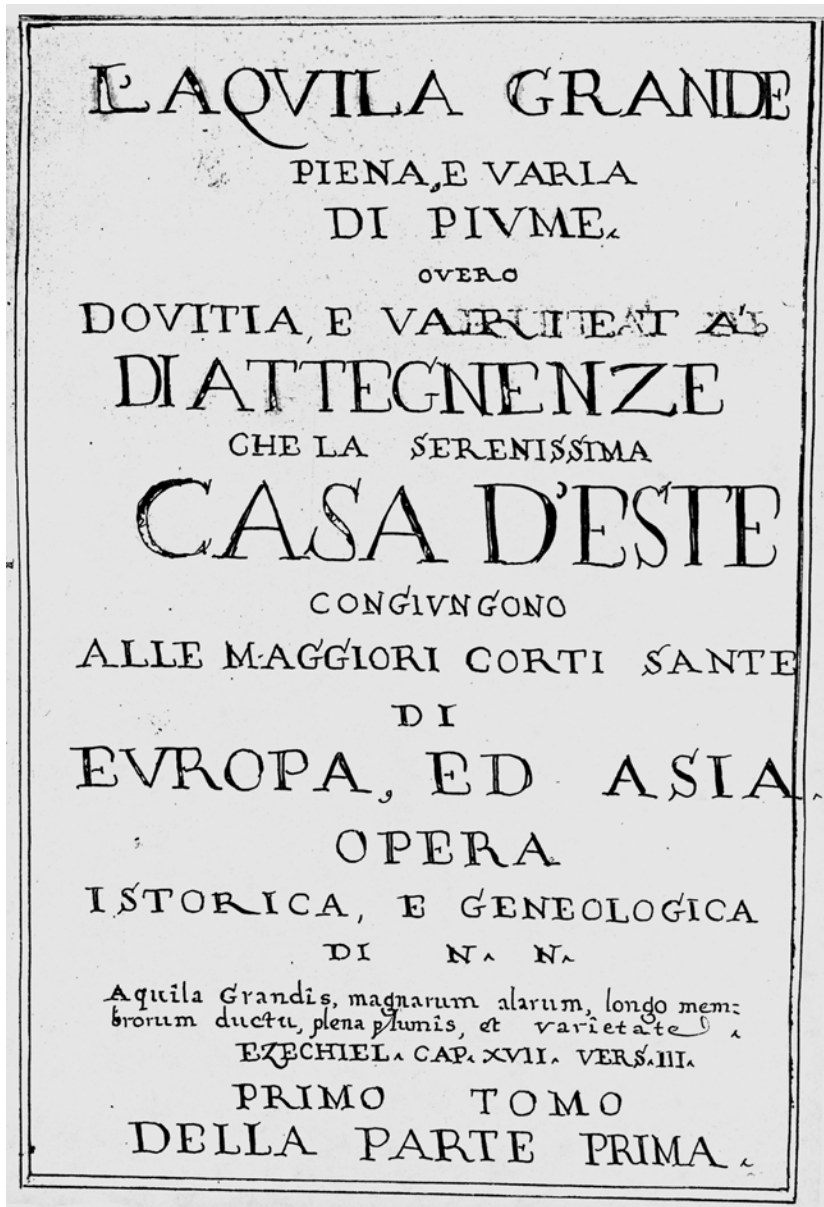 L'AQVILA GRANDE
PIENA, E VARIA
DI PIVME.
OVERO
DOVITIA, E VARIETÀ
DI ATTEGNENZE
CHE LA SERENISSIMA
CASA D'ESTE
CONGIVNGONO
ALLE MAGGIORI CORTI SANTE
DI
EVROPA, ED ASIA.
OPERA
ISTORICA, E GENEOLOGICA
DI N. N.
Aquila Grandis, magnarum alarum, longo mem=
brorum ductu, plena plumis, et varietate.
EZECHIEL. CAP. XVII. VERS. III.
PRIMO TOMO
DELLA PARTE PRIMA.